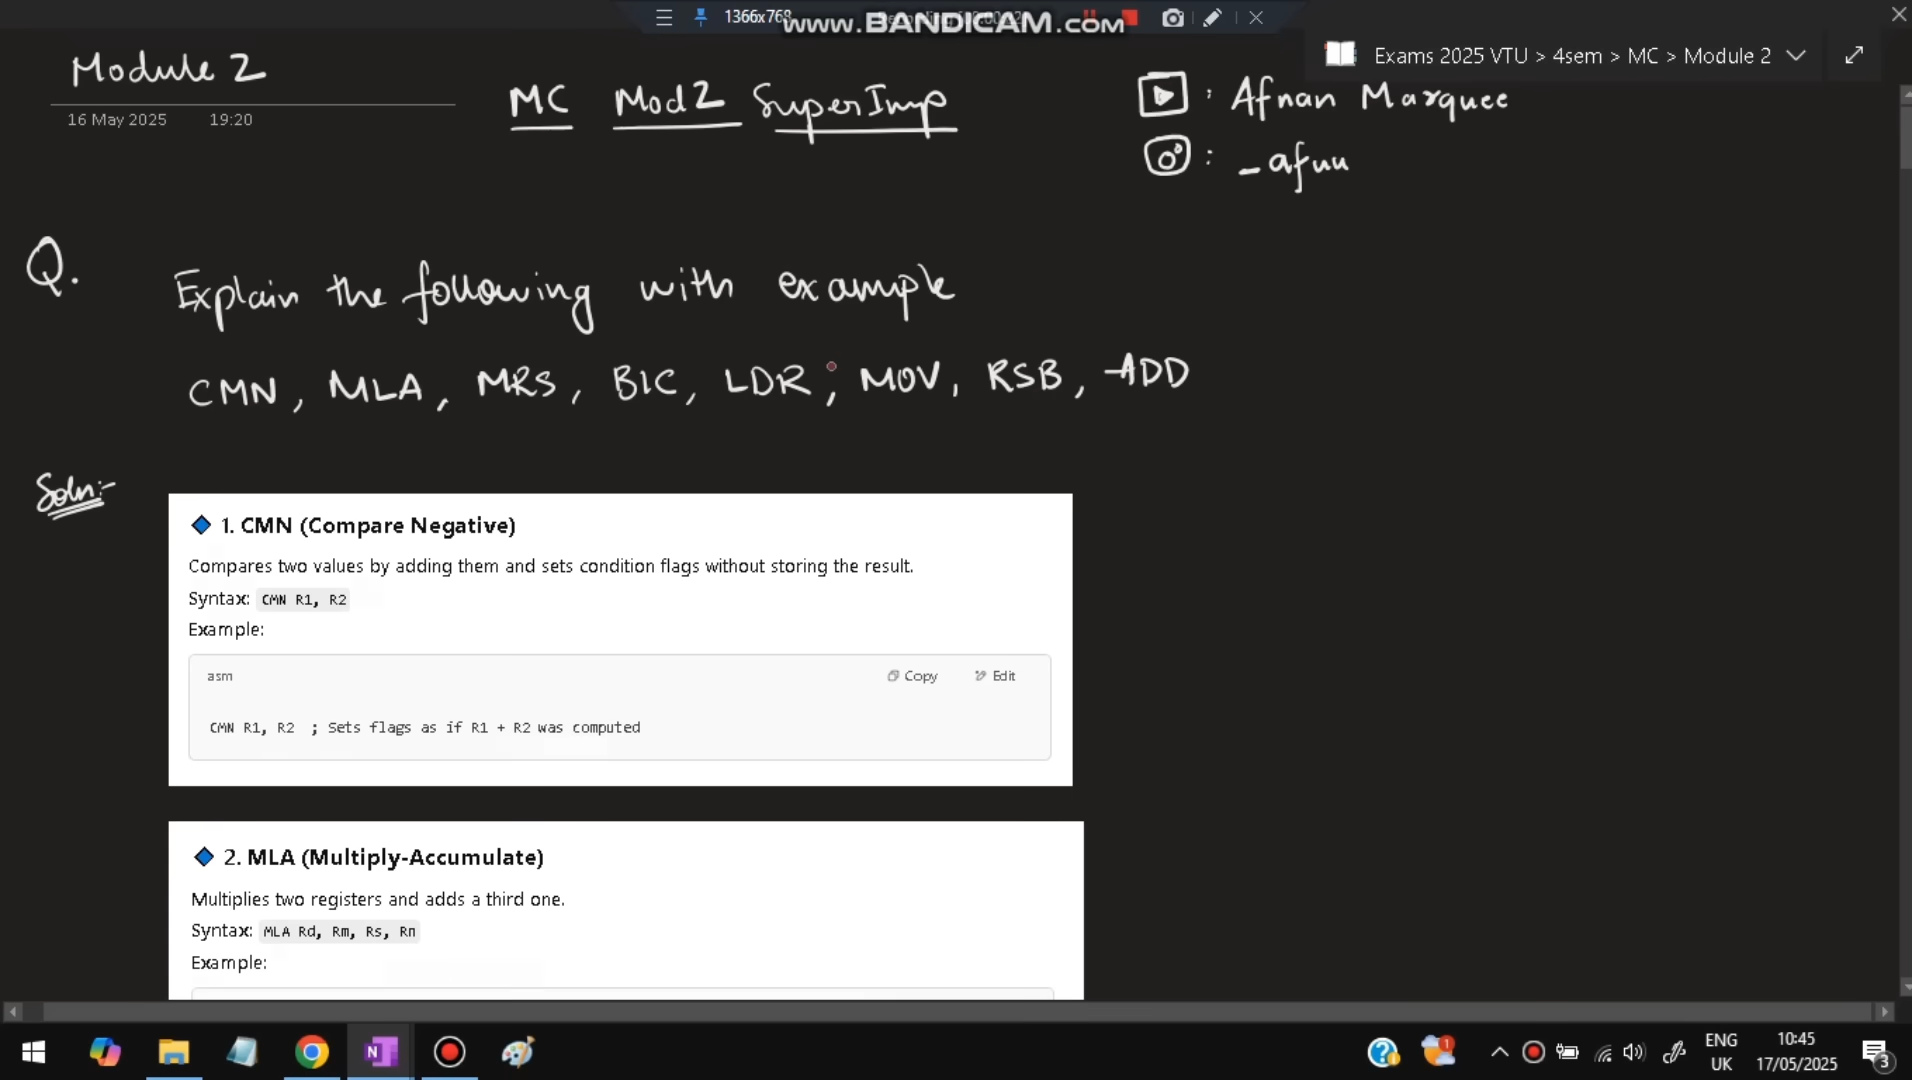 1366x768
www.BANDICAM.com
Exams 2025 VTU > 4sem > MC > Module 2
Module 2
16 May 2025 19:20
MC Mod2 SuperImp
: Afnan Marquee
: _afnu
Q.
Explain the following with example
CMN, MLA, MRS, BIC, LDR, MOV, RSB, ADD
Soln:-
1. CMN (Compare Negative)
Compares two values by adding them and sets condition flags without storing the result.
Syntax: CMN R1, R2
Example:
asm Copy Edit
CMN R1, R2 ; Sets flags as if R1 + R2 was computed
2. MLA (Multiply-Accumulate)
Multiplies two registers and adds a third one.
Syntax: MLA Rd, Rm, Rs, Rn
Example:
ENG
UK
10:45
17/05/2025
1
3